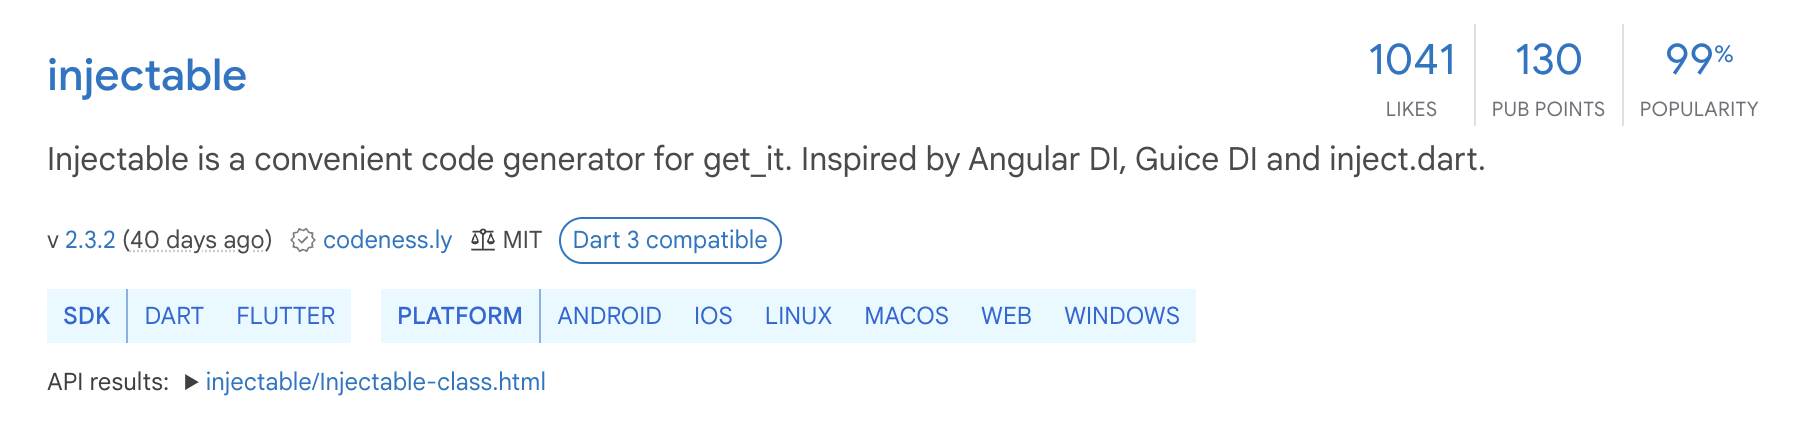 injectable
1041 LIKES
130 PUB POINTS
99% POPULARITY
Injectable is a convenient code generator for get_it. Inspired by Angular DI, Guice DI and inject.dart.
v 2.3.2 (40 days ago) codeness.ly MIT Dart 3 compatible
SDK DART FLUTTER PLATFORM ANDROID IOS LINUX MACOS WEB WINDOWS
API results: ▶ injectable/Injectable-class.html